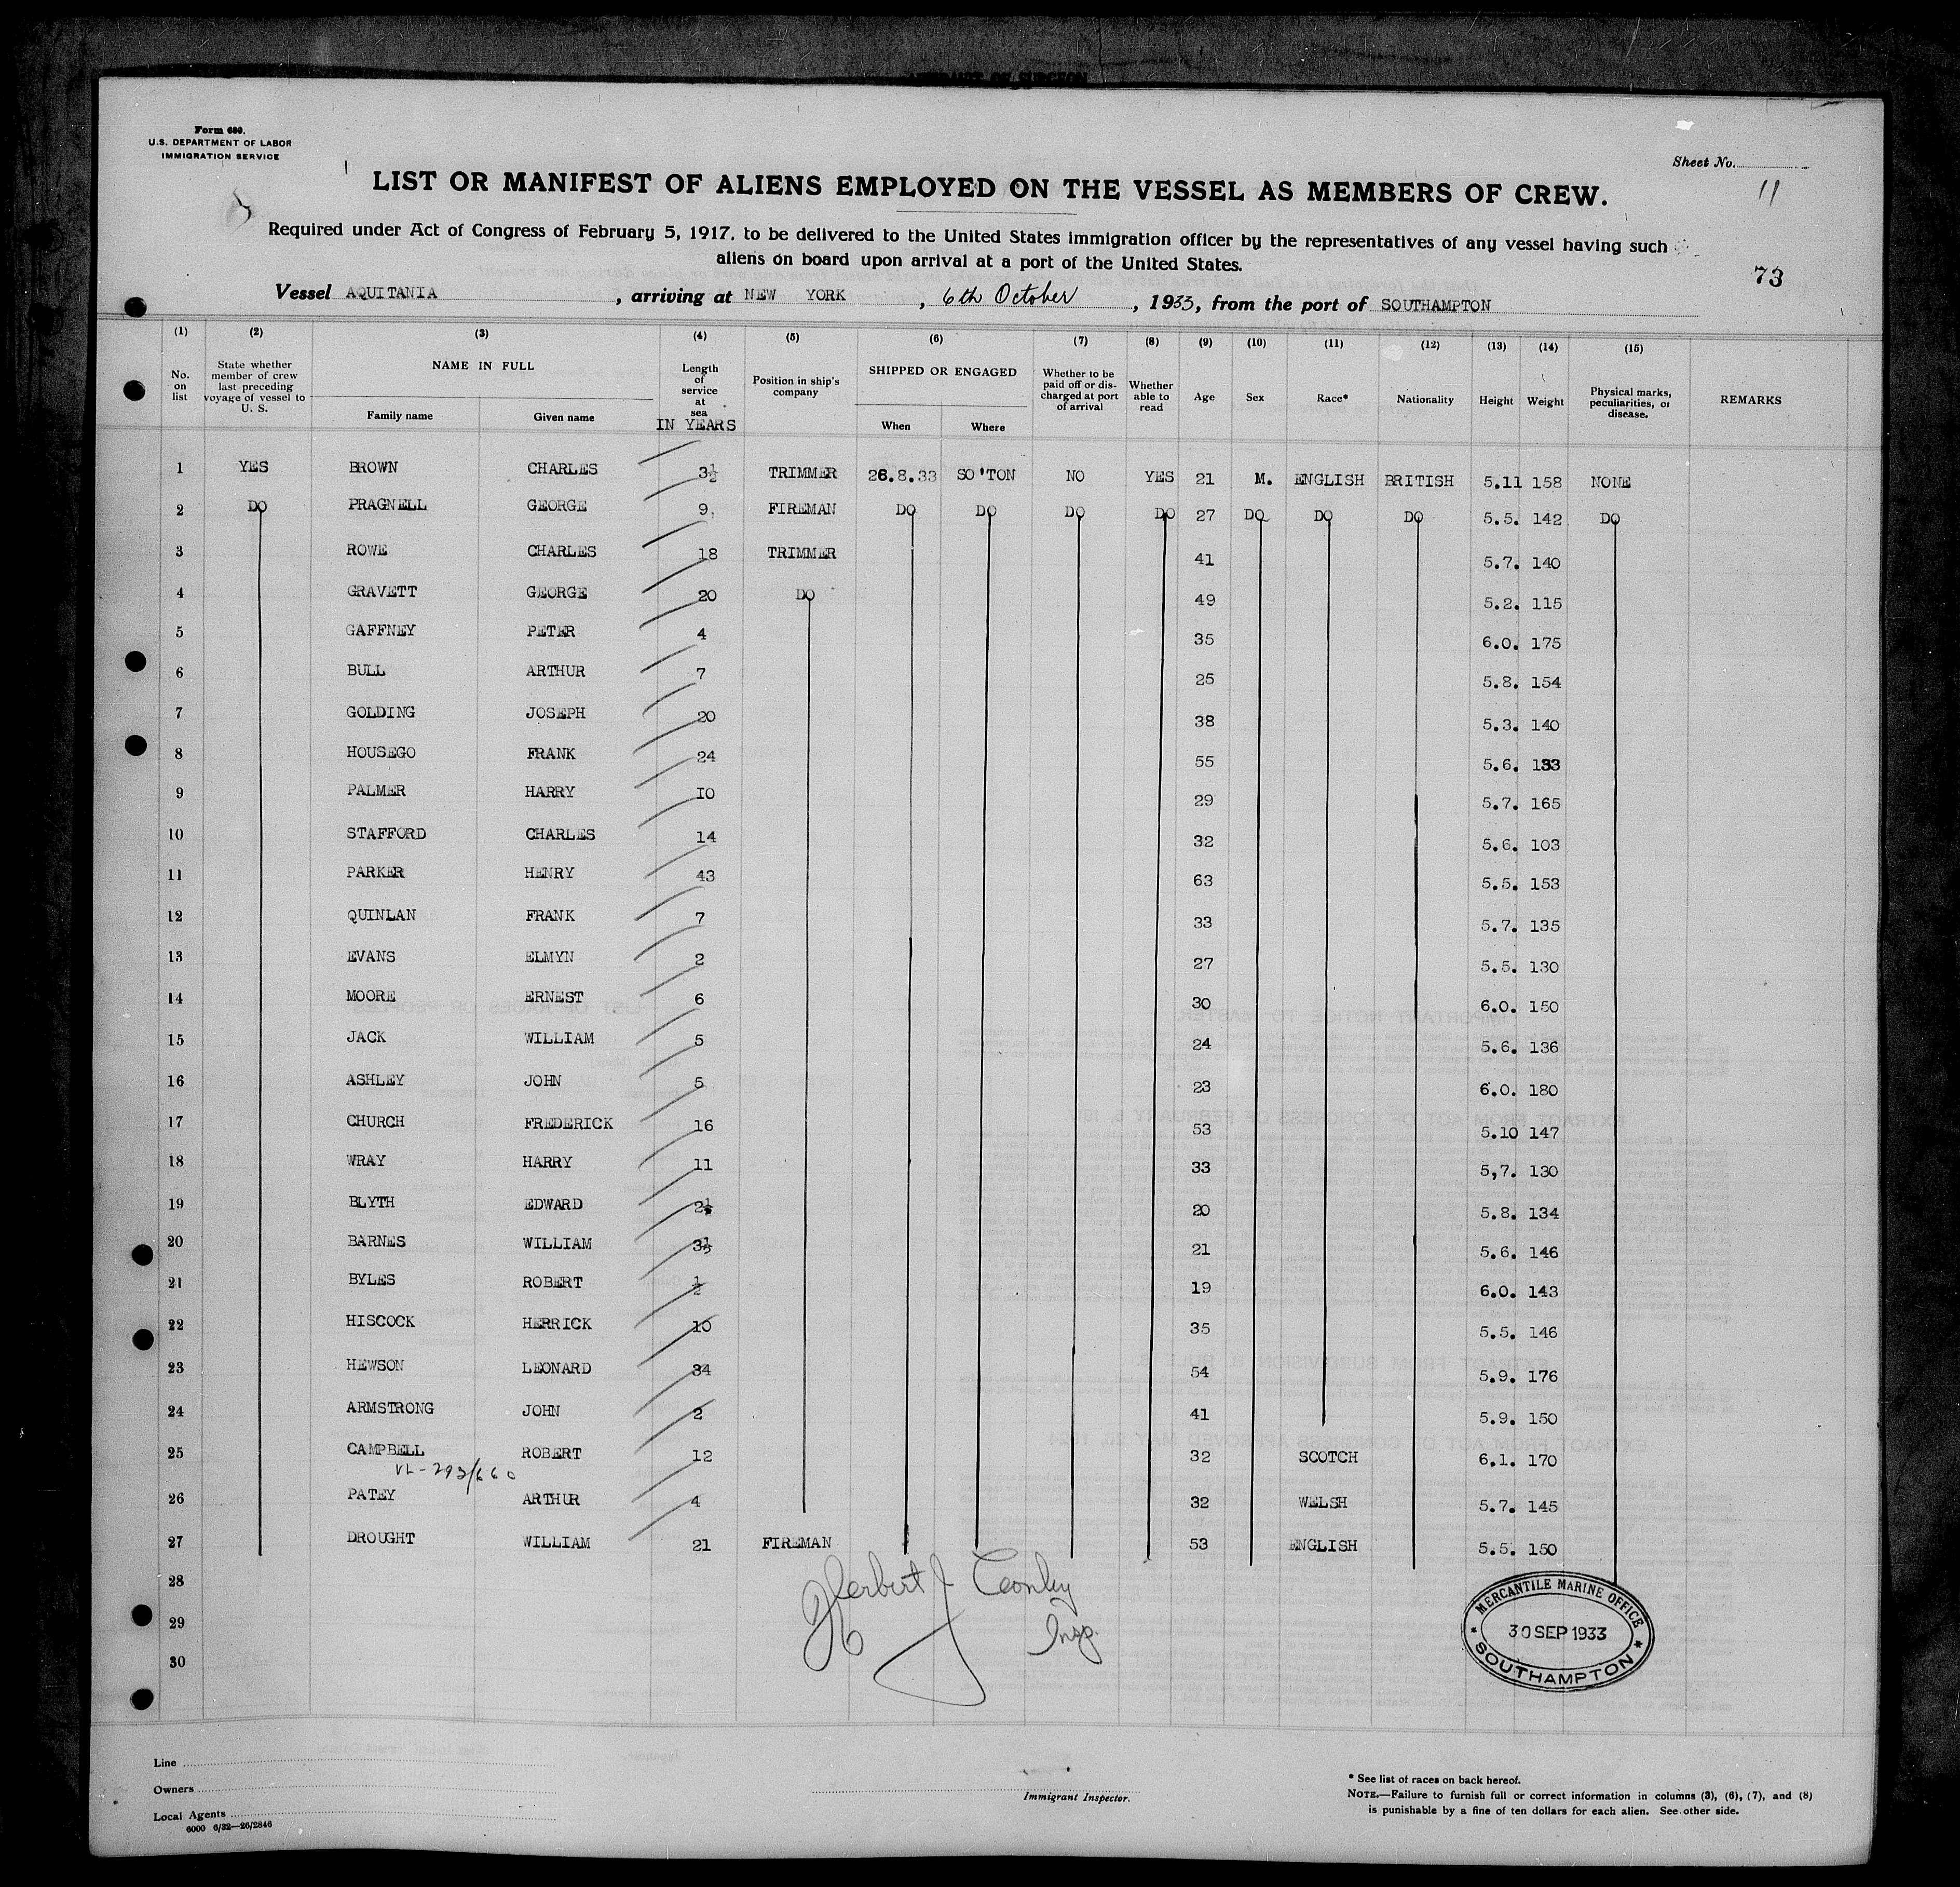 Form 680.
U.S. DEPARTMENT OF LABOR
IMMIGRATION SERVICE
Sheet No.
11
LIST OR MANIFEST OF ALIENS EMPLOYED ON THE VESSEL AS MEMBERS OF CREW.
Required under Act of Congress of February 5, 1917, to be delivered to the United States immigration officer by the representatives of any vessel having such
aliens on board upon arrival at a port of the United States.
73
Vessel AQUITANIA, arriving at NEW YORK, 6th October, 1933, from the port of SOUTHAMPTON
(1) (2) (3) (4) (5) (6) (7) (8) (9) (10) (11) (12) (13) (14) (15)
No. on list
State whether member of crew last preceding voyage of vessel to U. S.
NAME IN FULL
Family name
Given name
Length of service at sea
IN YEARS
Position in ship's company
SHIPPED OR ENGAGED
When
Where
Whether to be paid off or discharged at port of arrival
Whether able to read
Age
Sex
Race*
Nationality
Height
Weight
Physical marks, peculiarities, or disease.
REMARKS
1 YES BROWN CHARLES 3½ TRIMMER 26.8.33 SO'TON NO YES 21 M. ENGLISH BRITISH 5.11 158 NONE
2 DO PRAGNELL GEORGE 9. FIREMAN DO DO DO DO 27 DO DO DO 5.5. 142 DO
3 ROWE CHARLES 18 TRIMMER 41 5.7. 140
4 GRAVETT GEORGE 20 DO 49 5.2. 115
5 GAFFNEY PETER 4 35 6.0. 175
6 BULL ARTHUR 7 25 5.8. 154
7 GOLDING JOSEPH 20 38 5.3. 140
8 HOUSEGO FRANK 24 55 5.6. 133
9 PALMER HARRY IO 29 5.7. 165
10 STAFFORD CHARLES 14 32 5.6. 103
11 PARKER HENRY 43 63 5.5. 153
12 QUINLAN FRANK 7 33 5.7. 135
13 EVANS ELMYN 2 27 5.5. 130
14 MOORE ERNEST 6 30 6.0. 150
15 JACK WILLIAM 5 24 5.6. 136
16 ASHLEY JOHN 5 23 6.0. 180
17 CHURCH FREDERICK 16 53 5.10 147
18 WRAY HARRY 11 33 5,7. 130
19 BLYTH EDWARD 2½ 20 5.8. 134
20 BARNES WILLIAM 3½ 21 5.6. 146
21 BYLES ROBERT ½ 19 6.0. 143
22 HISCOCK HERRICK 10 35 5.5. 146
23 HEWSON LEONARD 34 54 5.9. 176
24 ARMSTRONG JOHN 2 41 5.9. 150
25 CAMPBELL ROBERT 12 32 SCOTCH 6.1. 170
VL-293/660
26 PATEY ARTHUR 4 32 WELSH 5.7. 145
27 DROUGHT WILLIAM 21 FIREMAN 53 ENGLISH 5.5. 150
28
29
30
Herbert J
Insp.
MERCANTILE MARINE OFFICE
30 SEP 1933
SOUTHAMPTON
Line
Owners
Local Agents
6000 6/32—26/2846
Immigrant Inspector.
* See list of races on back hereof.
NOTE.—Failure to furnish full or correct information in columns (3), (6), (7), and (8)
is punishable by a fine of ten dollars for each alien. See other side.